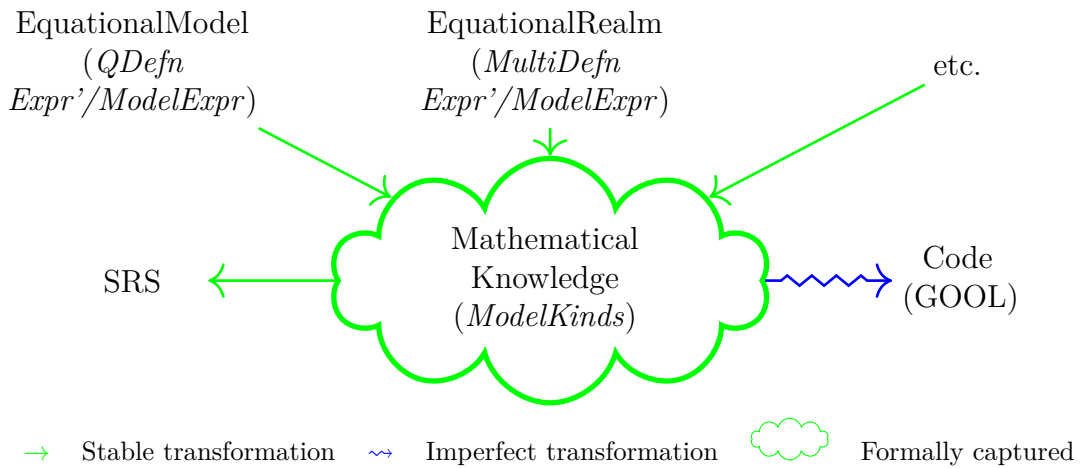 EquationalModel
(QDefn
Expr'/ModelExpr)
EquationalRealm
(MultiDefn
Expr'/ModelExpr)
etc.
Mathematical
Knowledge
(ModelKinds)
SRS
Code
(GOOL)
Stable transformation
Imperfect transformation
Formally captured